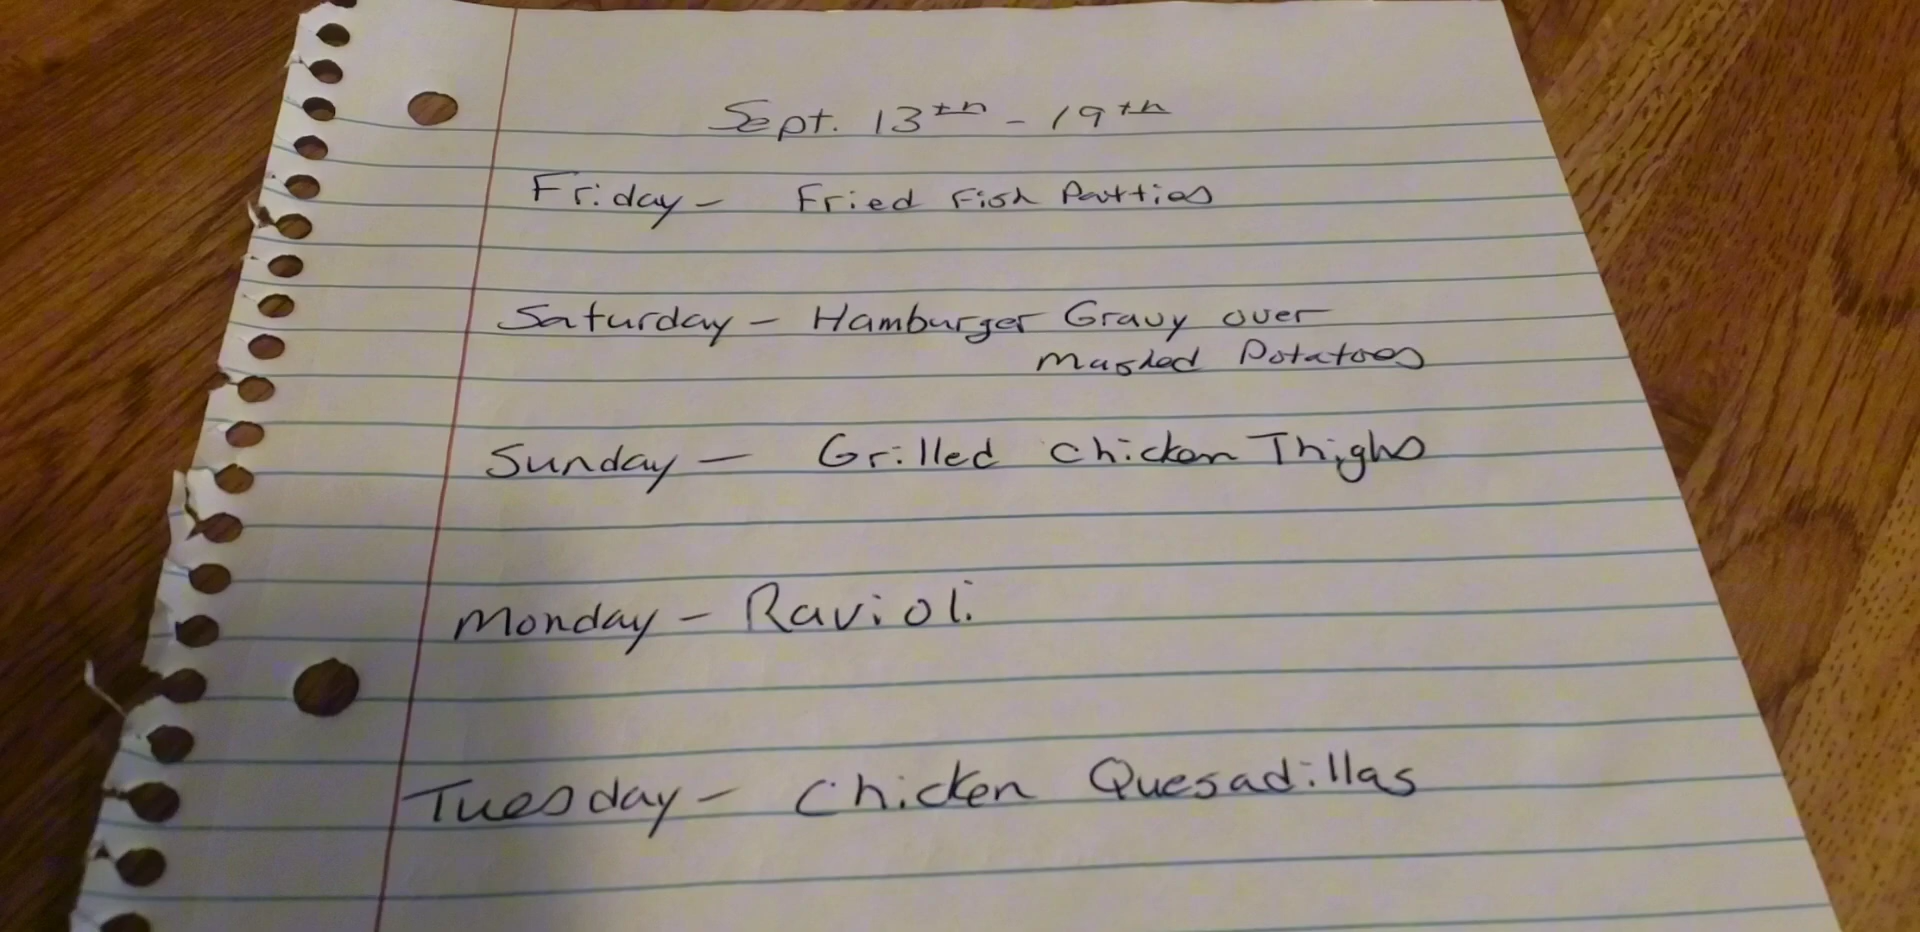 Sept. 13th - 19th
Friday - Fried Fish Patties
Saturday - Hamburger Gravy over
Mashed Potatoes
Sunday - Grilled Chicken Thighs
Monday - Ravioli
Tuesday - Chicken Quesadillas